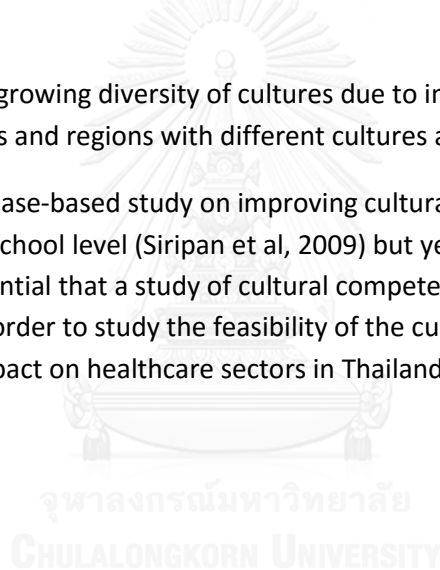 growing diversity of cultures due to in
s and regions with different cultures a
ase-based study on improving cultura
chool level (Siripan et al, 2009) but ye
ntial that a study of cultural compete
order to study the feasibility of the cu
pact on healthcare sectors in Thailand
จุฬาลงกรณ์มหาวิทยาลัย
CHULALONGKORN UNIVERSITY